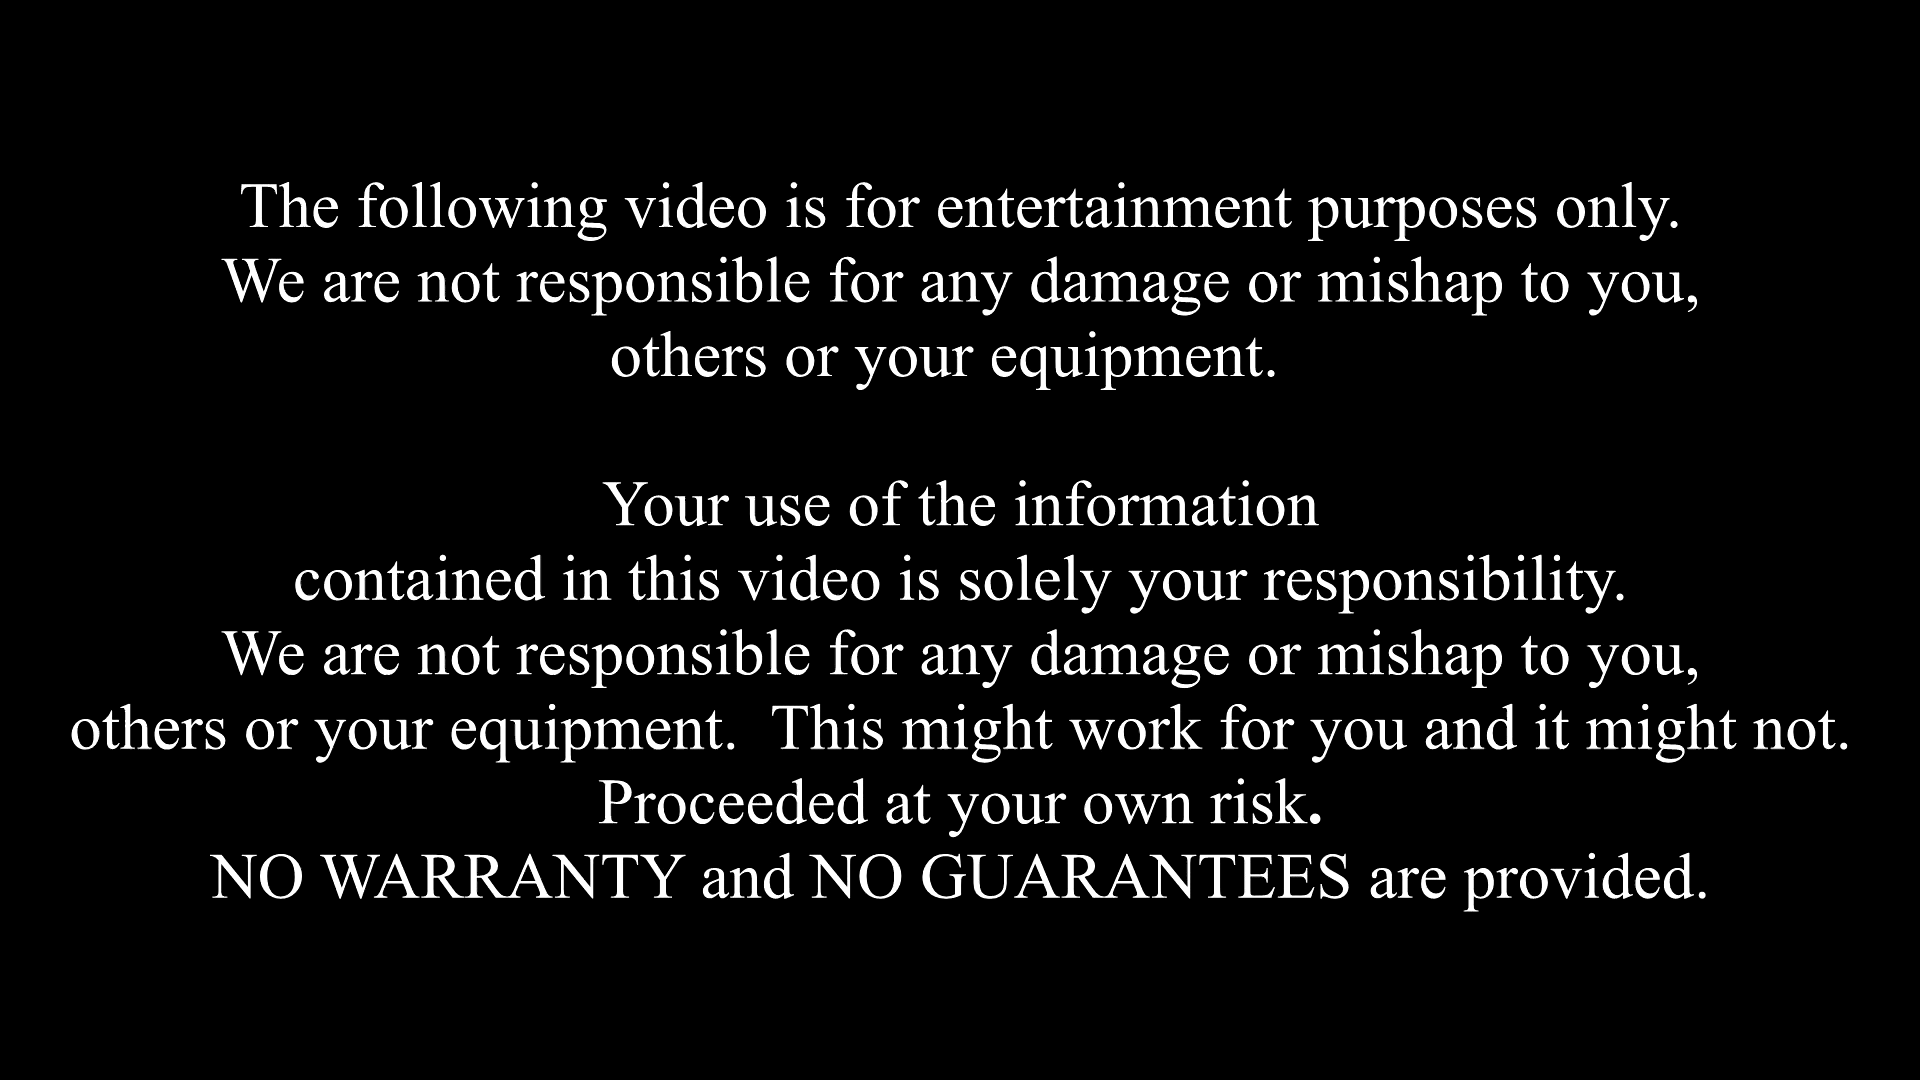 The following video is for entertainment purposes only.
We are not responsible for any damage or mishap to you,
others or your equipment.
Your use of the information
contained in this video is solely your responsibility.
We are not responsible for any damage or mishap to you,
others or your equipment.  This might work for you and it might not.
Proceeded at your own risk.
NO WARRANTY and NO GUARANTEES are provided.